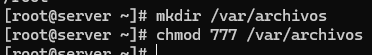 [root@server ~]# mkdir /var/archivos
[root@server ~]# chmod 777 /var/archivos